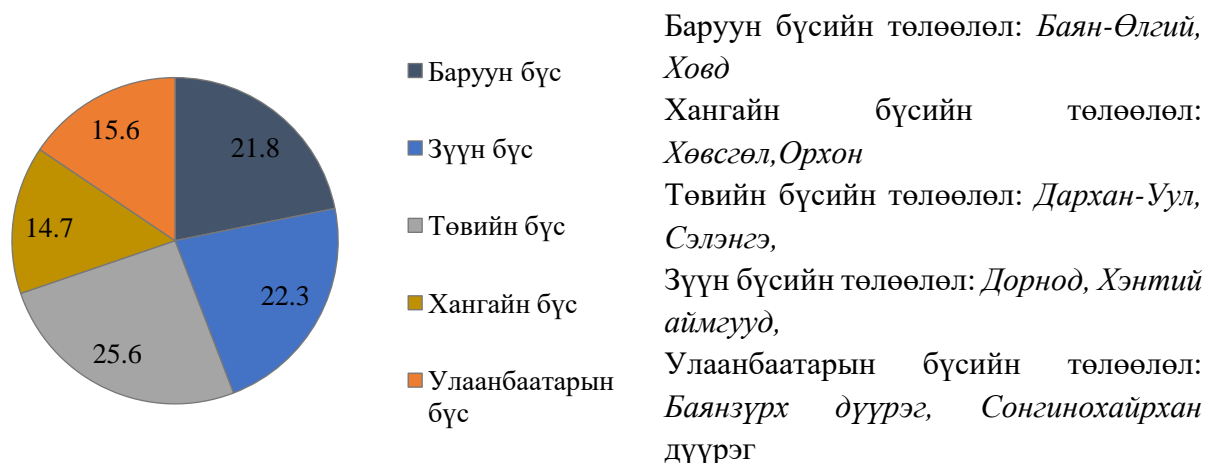 15.6
21.8
14.7
22.3
25.6
Баруун бүс
Зүүн бүс
Төвийн бүс
Хангайн бүс
Улаанбаатарын
бүс
Баруун бүсийн төлөөлөл: Баян-Өлгий,
Ховд
Хангайн бүсийн төлөөлөл:
Хөвсгөл,Орхон
Төвийн бүсийн төлөөлөл: Дархан-Уул,
Сэлэнгэ,
Зүүн бүсийн төлөөлөл: Дорнод, Хэнтий
аймгууд,
Улаанбаатарын бүсийн төлөөлөл:
Баянзүрх дүүрэг, Сонгинохайрхан
дүүрэг